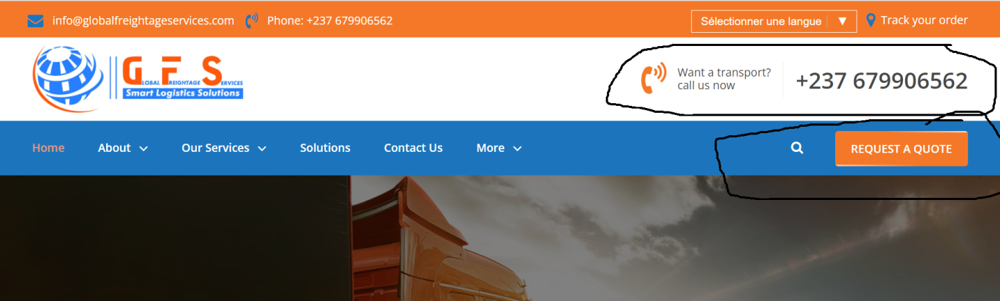 info@globalfreightageservices.com Phone: +237 679906562 Sélectionner une langue ▼ Track your order
G.F.S
GLOBAL FREIGHTAGE SERVICES
Smart Logistics Solutions
Want a transport?
call us now
+237 679906562
Home About Our Services Solutions Contact Us More REQUEST A QUOTE